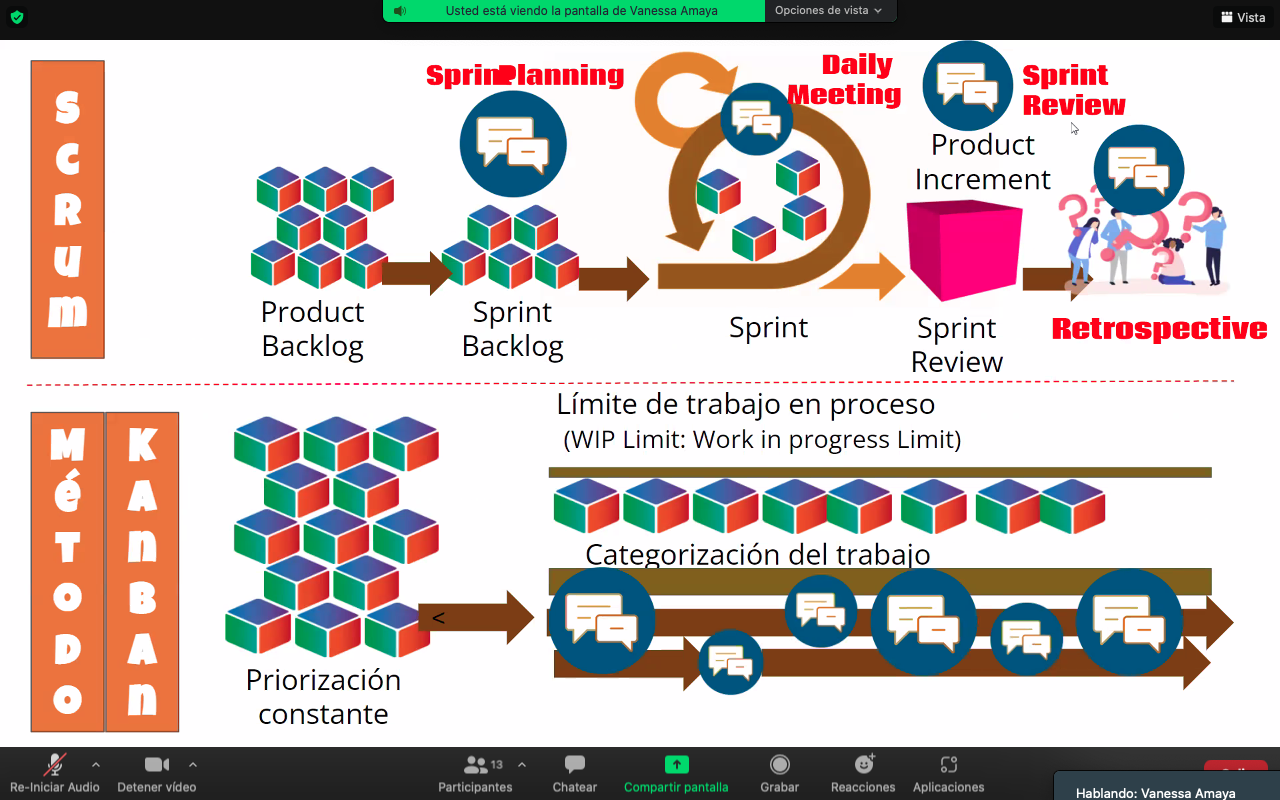 Usted está viendo la pantalla de Vanessa Amaya
Opciones de vista
Vista
SCRUM
Sprint Planning
Daily
Meeting
Sprint
Review
Product
Increment
Product
Backlog
Sprint
Backlog
Sprint
Sprint
Review
Retrospective
MéTODO
KANBAN
Límite de trabajo en proceso
(WIP Limit: Work in progress Limit)
Categorización del trabajo
<
Priorización
constante
Re-Iniciar Audio
Detener vídeo
13
Participantes
Chatear
Compartir pantalla
Grabar
Reacciones
Aplicaciones
Hablando: Vanessa Amaya